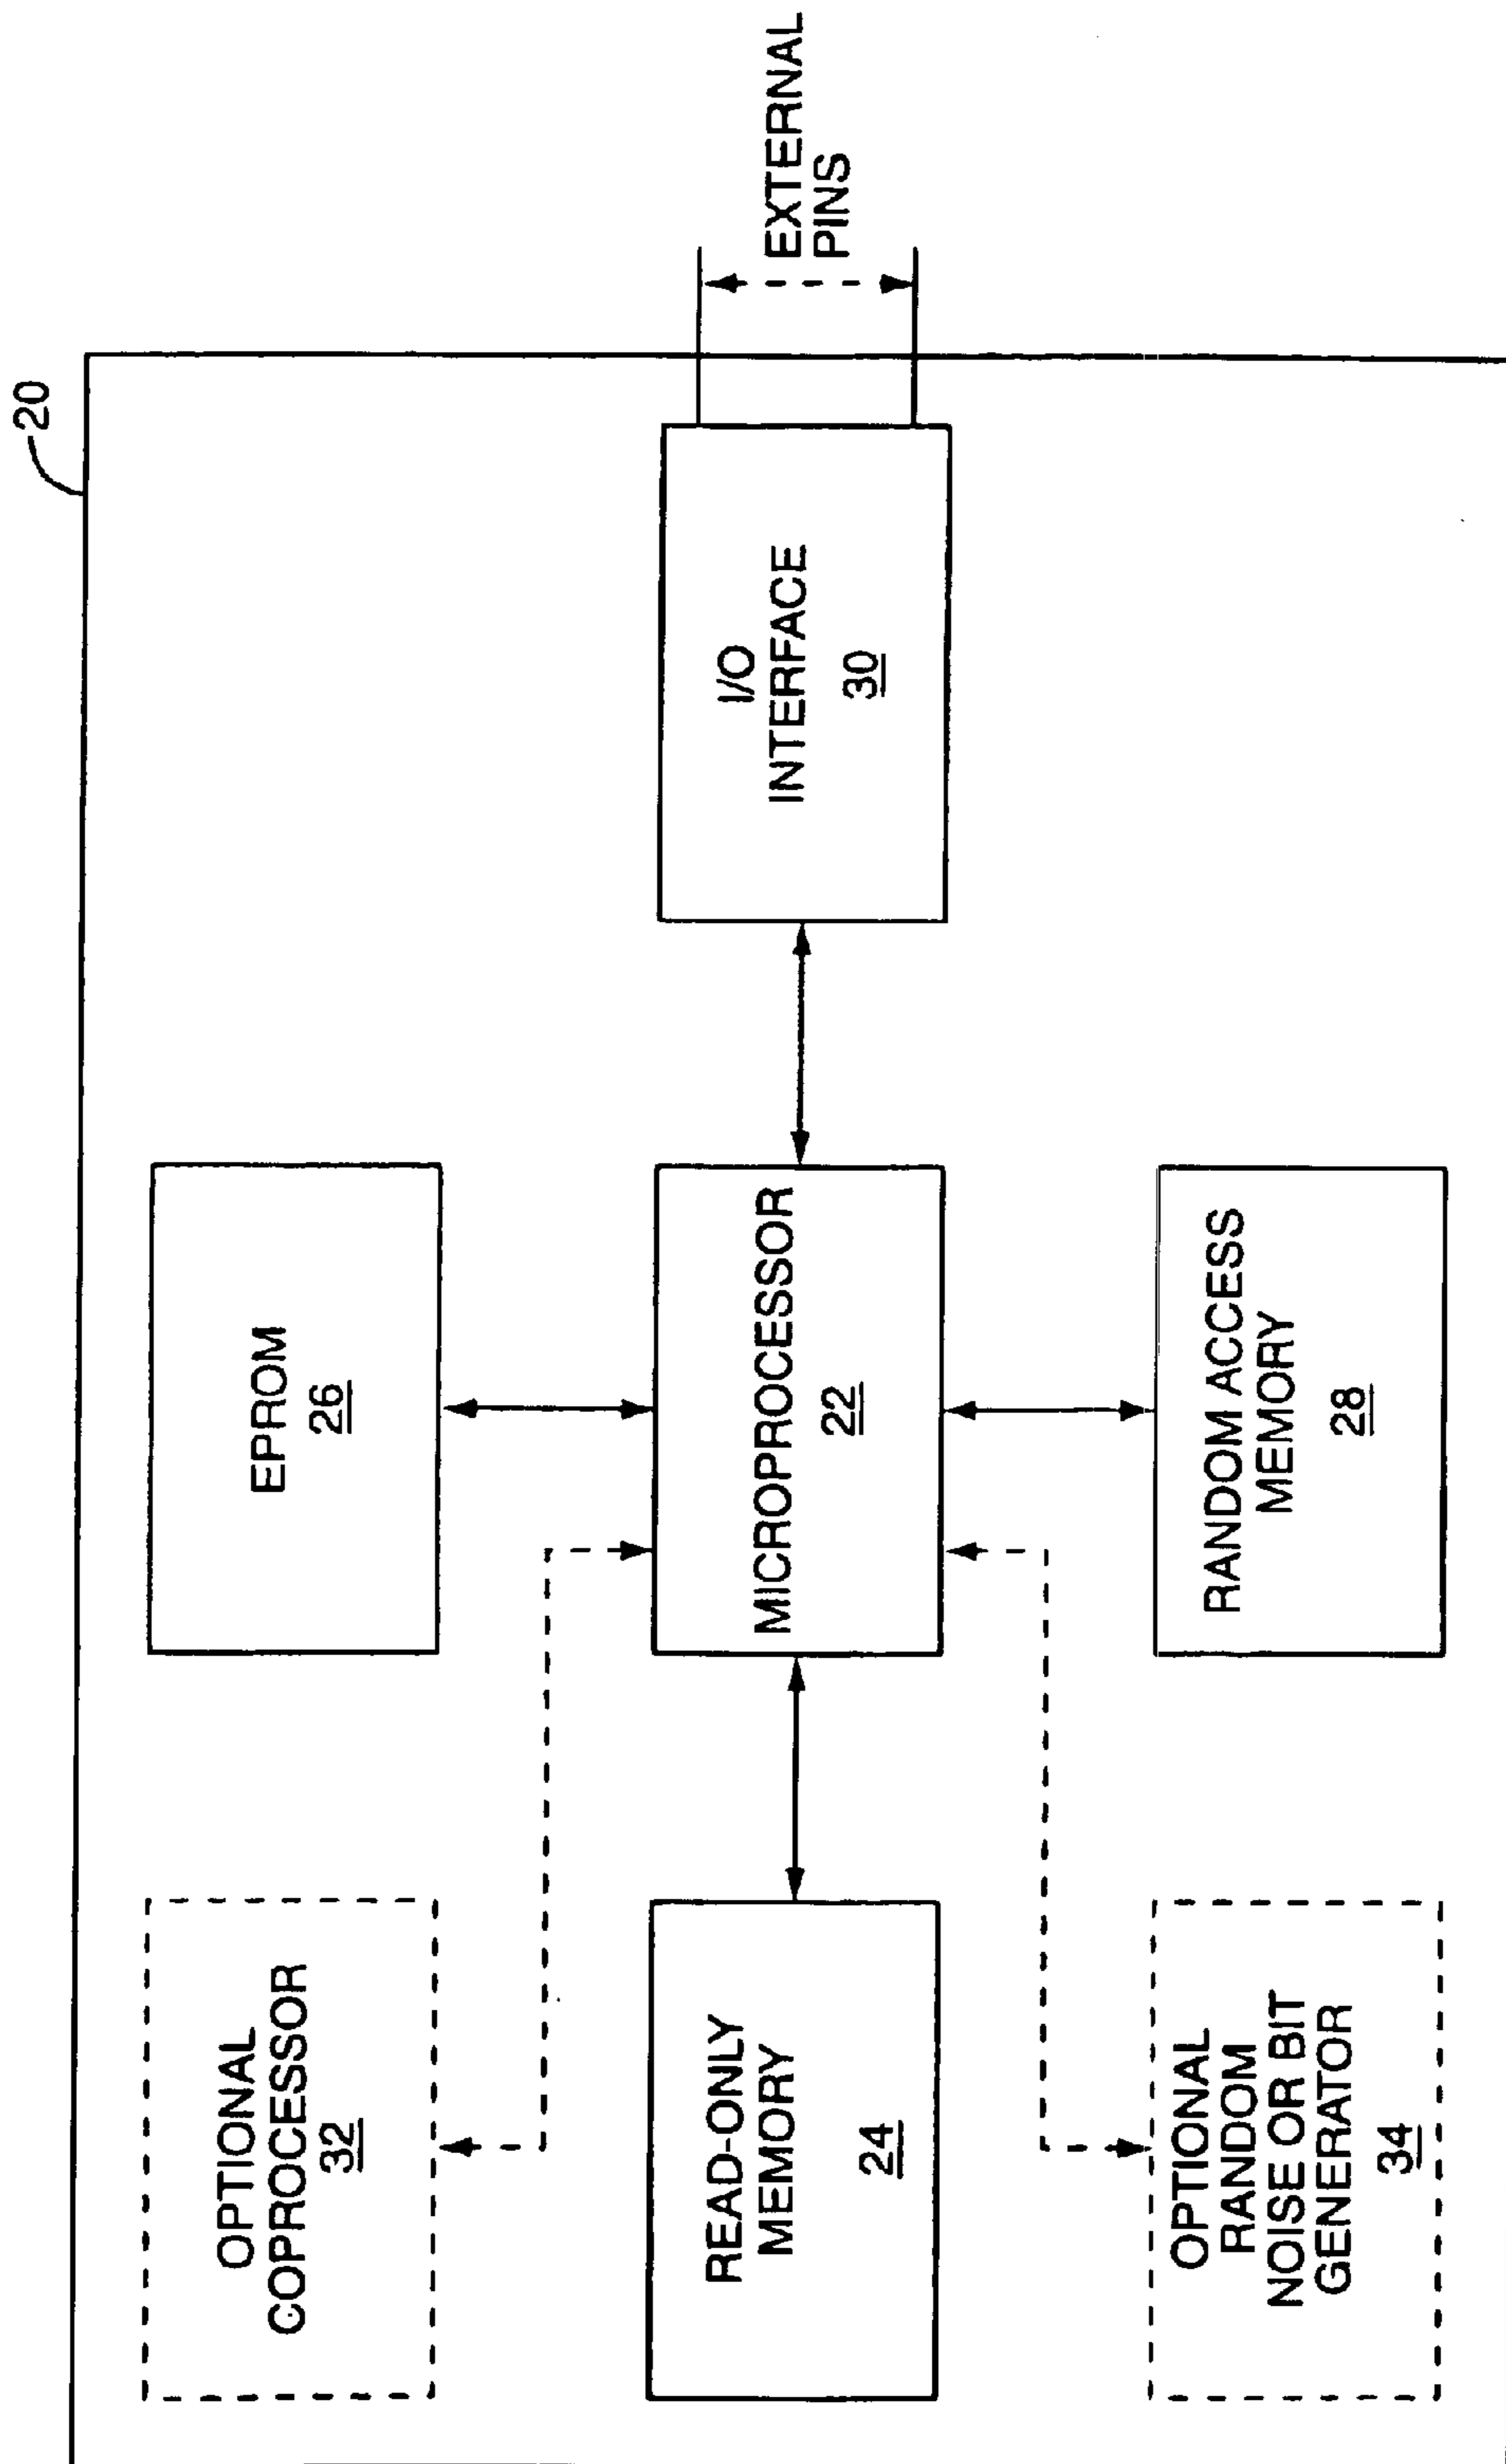 20
OPTIONAL
COPROCESSOR
32
EPROM
26
READ-ONLY
MEMORY
24
MICROPROCESSOR
22
I/O
INTERFACE
30
EXTERNAL
PINS
OPTIONAL
RANDOM
NOISE OR BIT
GENERATOR
34
RANDOM ACCESS
MEMORY
28